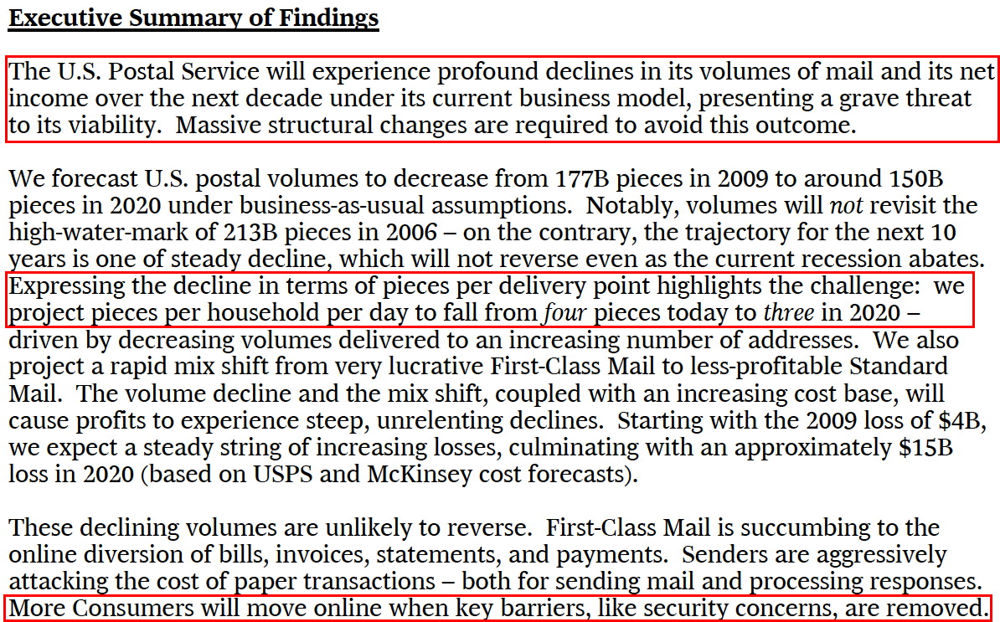 Executive Summary of Findings
The U.S. Postal Service will experience profound declines in its volumes of mail and its net
income over the next decade under its current business model, presenting a grave threat
to its viability.  Massive structural changes are required to avoid this outcome.
We forecast U.S. postal volumes to decrease from 177B pieces in 2009 to around 150B
pieces in 2020 under business-as-usual assumptions.  Notably, volumes will not revisit the
high-water-mark of 213B pieces in 2006 – on the contrary, the trajectory for the next 10
years is one of steady decline, which will not reverse even as the current recession abates.
Expressing the decline in terms of pieces per delivery point highlights the challenge:  we
project pieces per household per day to fall from four pieces today to three in 2020 –
driven by decreasing volumes delivered to an increasing number of addresses.  We also
project a rapid mix shift from very lucrative First-Class Mail to less-profitable Standard
Mail.  The volume decline and the mix shift, coupled with an increasing cost base, will
cause profits to experience steep, unrelenting declines.  Starting with the 2009 loss of $4B,
we expect a steady string of increasing losses, culminating with an approximately $15B
loss in 2020 (based on USPS and McKinsey cost forecasts).
These declining volumes are unlikely to reverse.  First-Class Mail is succumbing to the
online diversion of bills, invoices, statements, and payments.  Senders are aggressively
attacking the cost of paper transactions – both for sending mail and processing responses.
More Consumers will move online when key barriers, like security concerns, are removed.